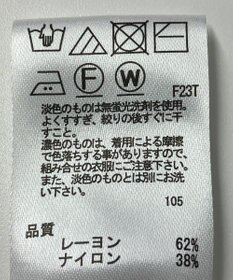 F W
F23T
淡色のものは無蛍光洗剤を使用。
よくすすぎ、絞りの後すぐに干
すこと。
濃色のものは、着用による摩擦
で色落ちする事がありますので、
組み合せの衣服にご注意下さい。
また、淡色のものとは別にお洗
い下さい。
105
品質
レーヨン 62%
ナイロン 38%